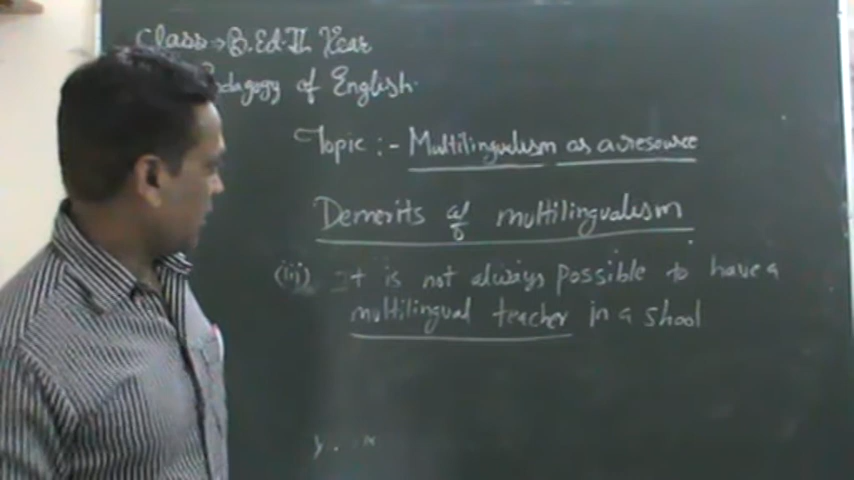 Class → B.Ed. II Year
Pedagogy of English.
Topic :- Multilingualism as a resource
Demerits of multilingualism
(iii) It is not always possible to have a
multilingual teacher in a shool